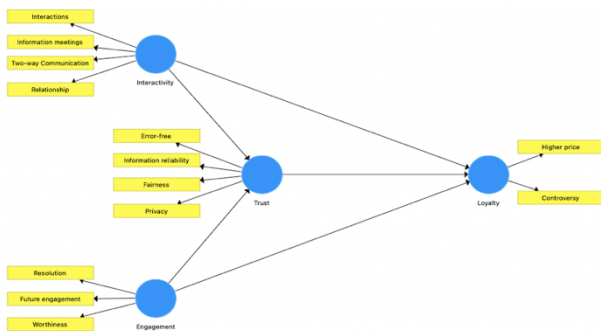 Interactions
Information meetings
Two-way Communication
Relationship
Interactivity
Error-free
Information reliability
Fairness
Privacy
Trust
Higher price
Controversy
Loyalty
Resolution
Future engagement
Worthiness
Engagement